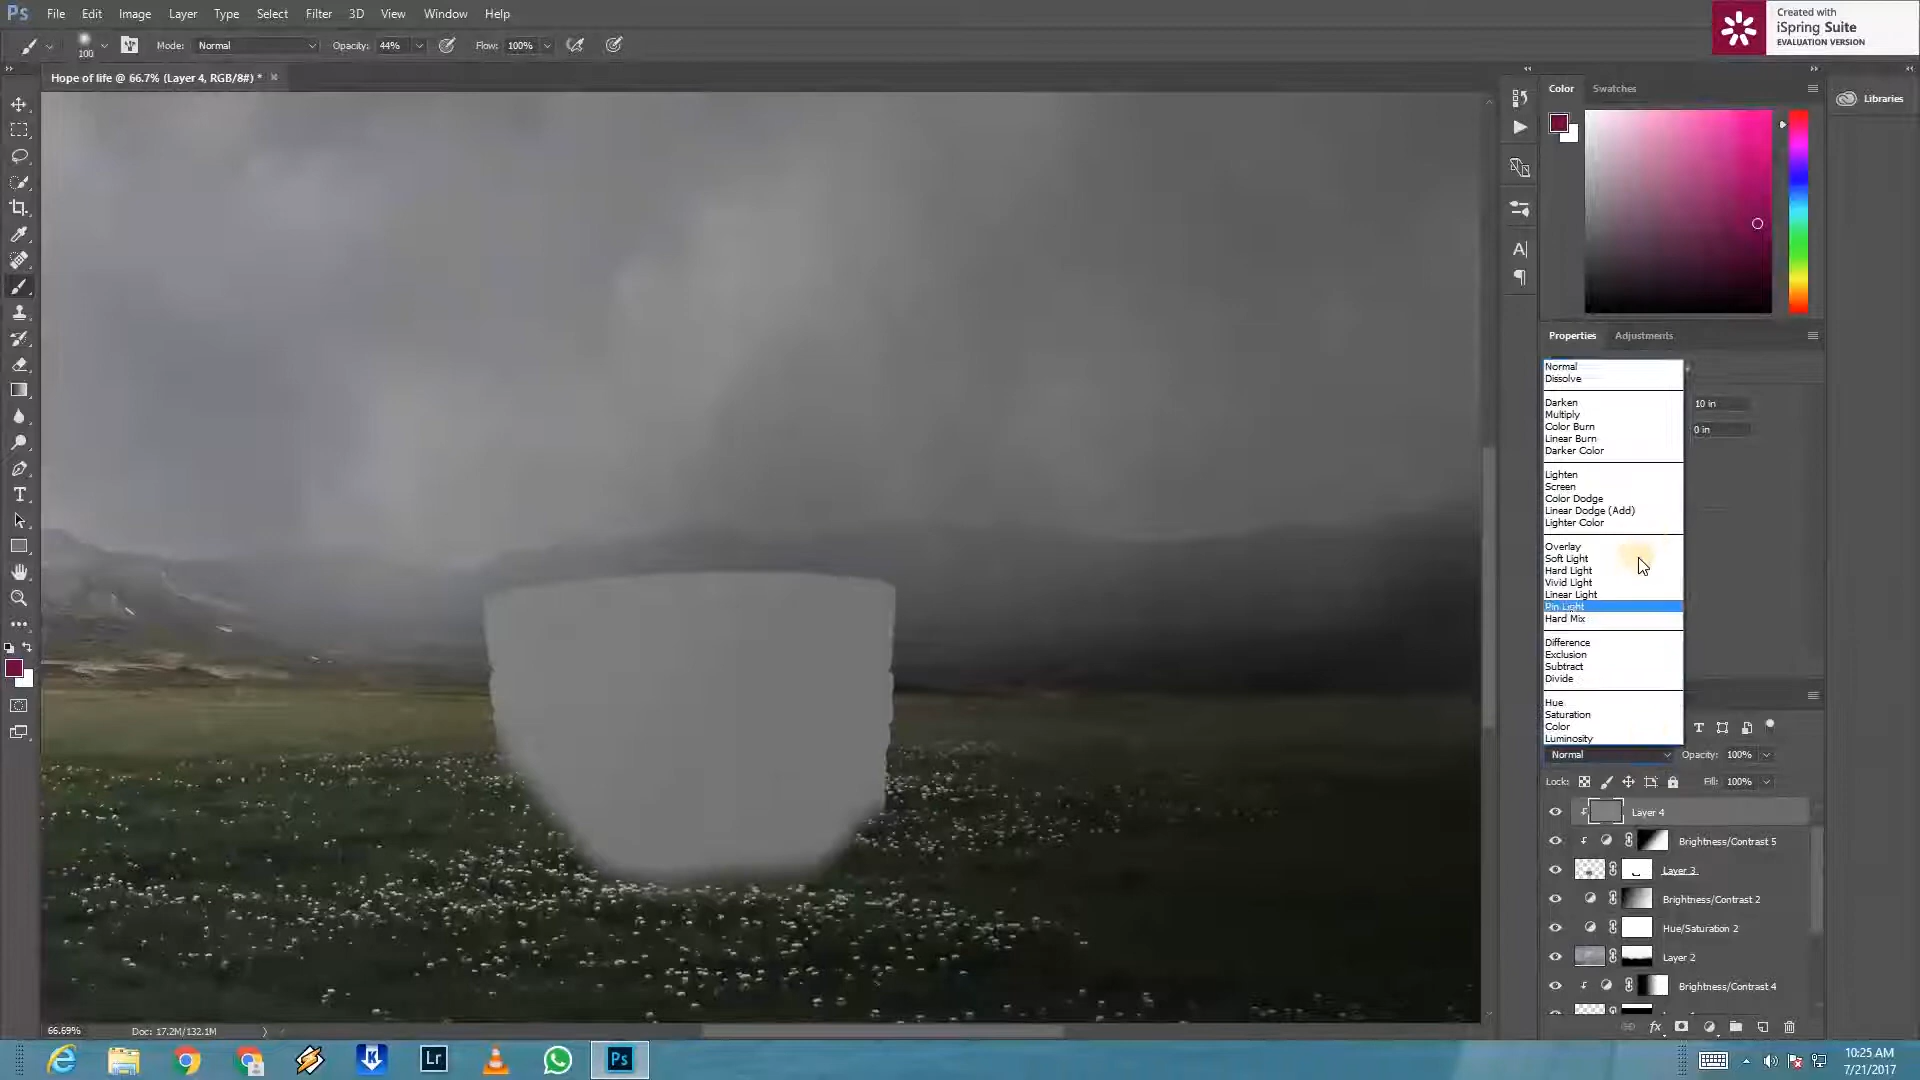 Ps File Edit Image Layer Type Select Filter 3D View Window Help
Created with
iSpring Suite
EVALUATION VERSION
100 Mode: Normal Opacity: 44% Flow: 100%
Hope of life @ 66.7% (Layer 4, RGB/8#) *
Color Swatches
Libraries
Properties Adjustments
Normal
Dissolve
10 in
Darken
Multiply
0 in
Color Burn
Linear Burn
Darker Color
Lighten
Screen
Color Dodge
Linear Dodge (Add)
Lighter Color
Overlay
Soft Light
Hard Light
Vivid Light
Linear Light
Pin Light
Hard Mix
Difference
Exclusion
Subtract
Divide
Hue
Saturation
Color
Luminosity
Normal Opacity: 100%
Lock: Fill: 100%
Layer 4
Brightness/Contrast 5
Layer 3
Brightness/Contrast 2
Hue/Saturation 2
Layer 2
Brightness/Contrast 4
fx
66.69% Doc: 17.2M/132.1M
K Lr Ps
10:25 AM
7/21/2017